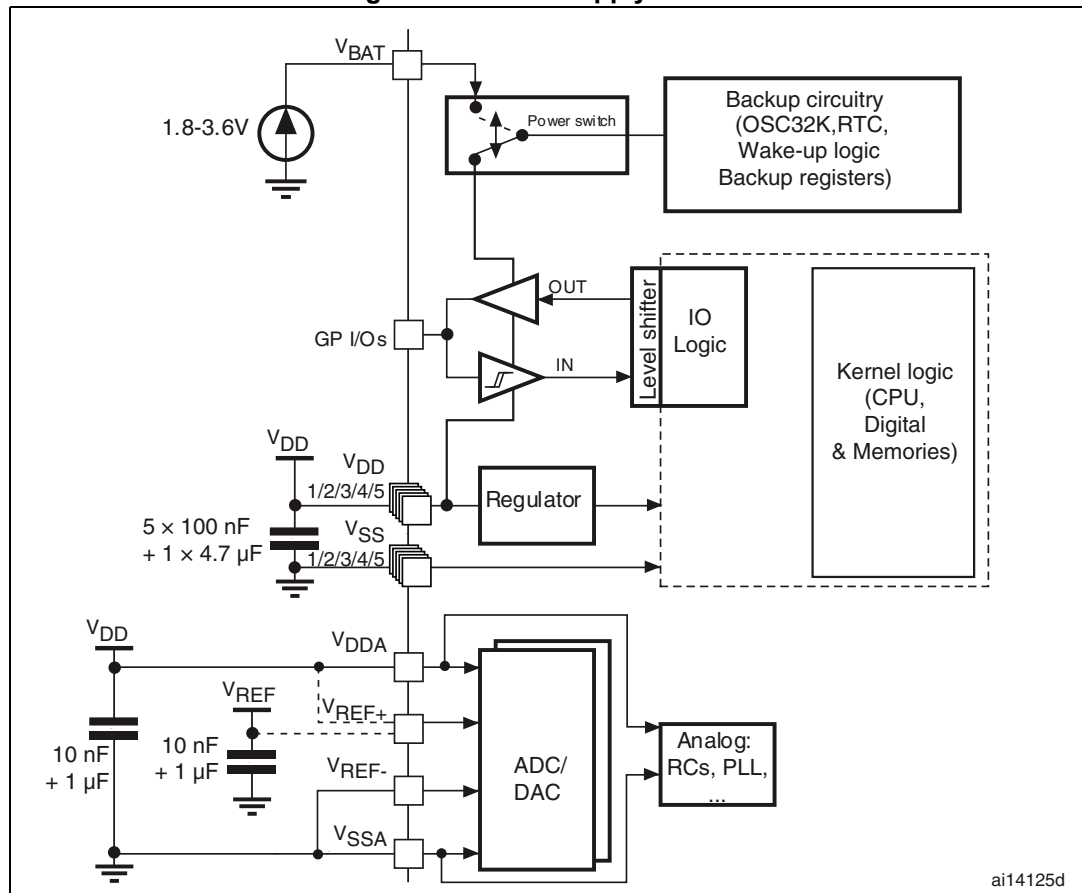 VBAT
1.8-3.6V
Power switch
Backup circuitry
(OSC32K,RTC,
Wake-up logic
Backup registers)
OUT
GP I/Os
IN
Level shifter
IO
Logic
Kernel logic
(CPU,
Digital
& Memories)
VDD
VDD
1/2/3/4/5
Regulator
5 × 100 nF
+ 1 × 4.7 µF
VSS
1/2/3/4/5
VDD
VDDA
VREF
VREF+
10 nF
+ 1 µF
10 nF
+ 1 µF
VREF-
ADC/
DAC
Analog:
RCs, PLL,
...
VSSA
ai14125d